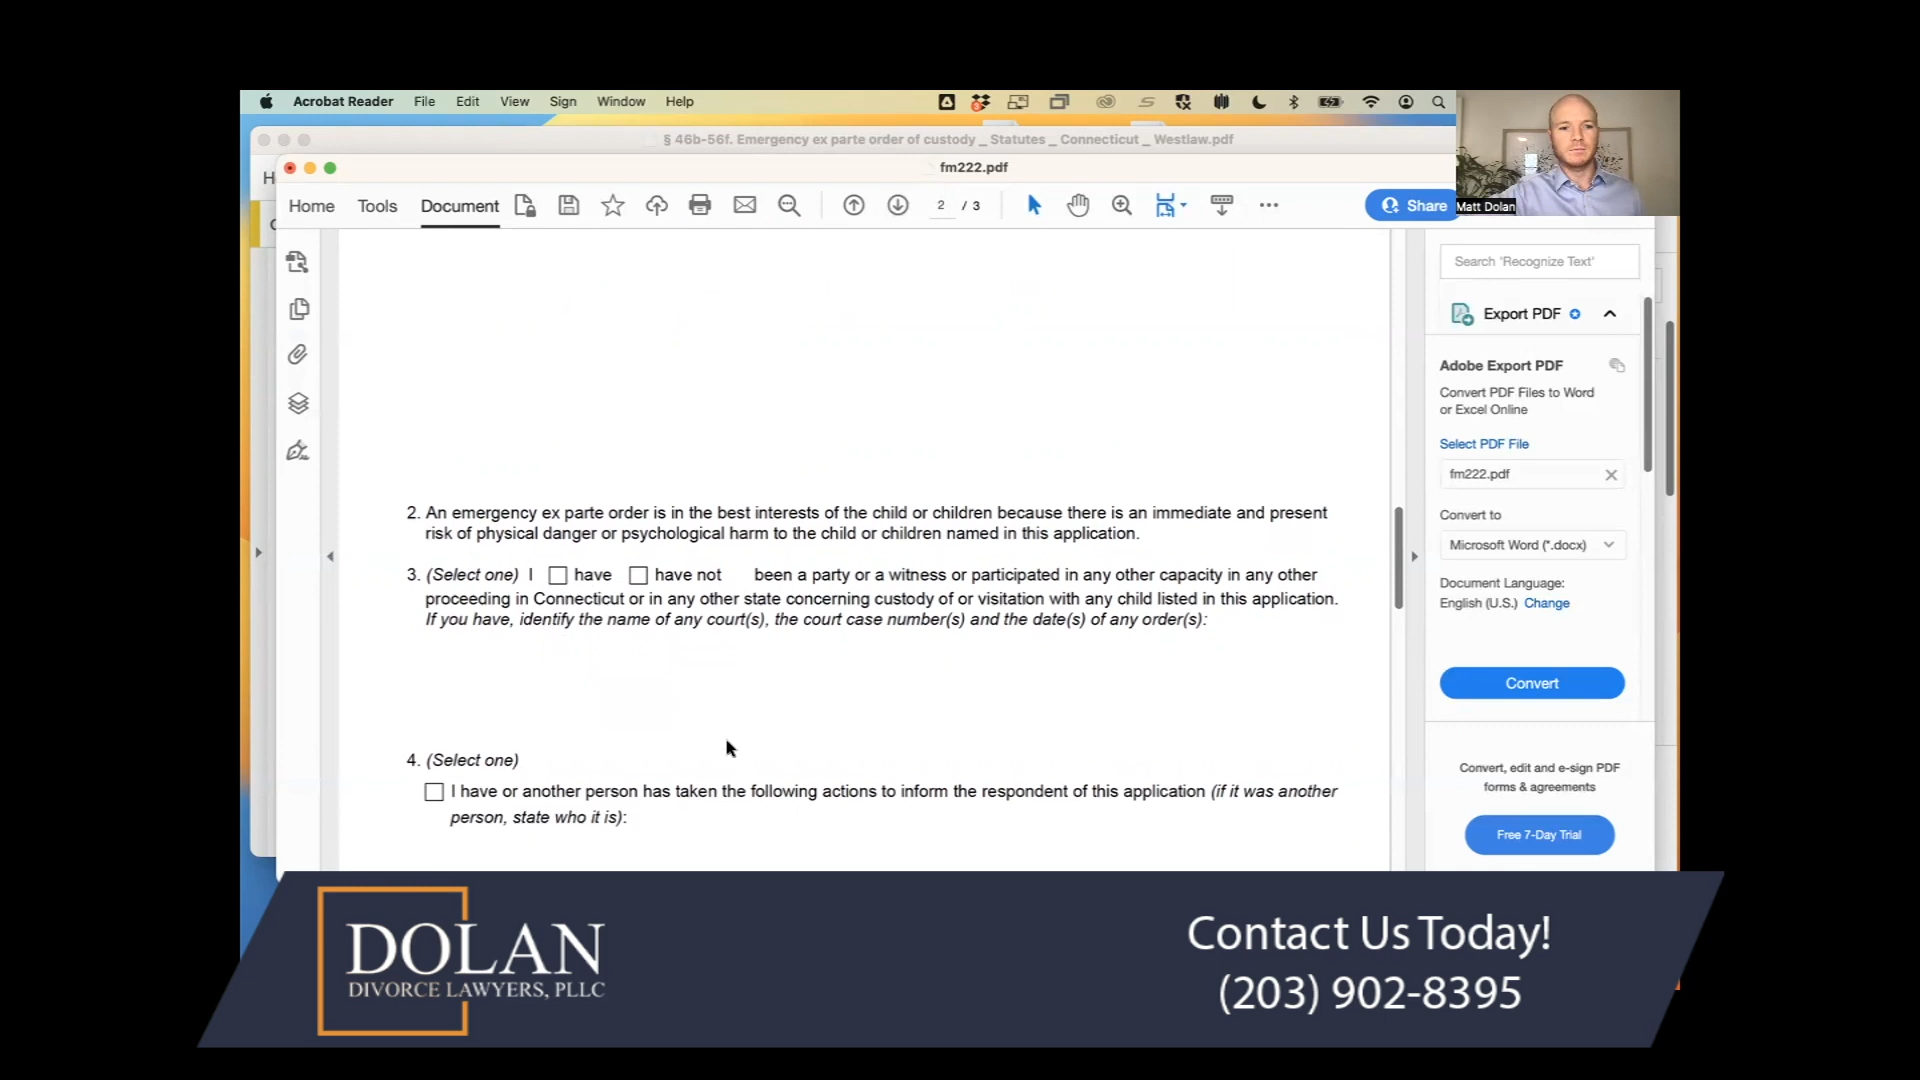 Acrobat Reader File Edit View Sign Window Help
§ 46b-56f. Emergency ex parte order of custody _ Statutes _ Connecticut _ Westlaw.pdf
fm222.pdf
Home Tools Document 2 / 3 Share
Matt Dolan
Search 'Recognize Text'
Export PDF
Adobe Export PDF
Convert PDF Files to Word
or Excel Online
Select PDF File
fm222.pdf
Convert to
Microsoft Word (*.docx)
Document Language:
English (U.S.) Change
Convert
Convert, edit and e-sign PDF
forms & agreements
Free 7-Day Trial
2. An emergency ex parte order is in the best interests of the child or children because there is an immediate and present
risk of physical danger or psychological harm to the child or children named in this application.
3. (Select one) I have have not been a party or a witness or participated in any other capacity in any other
proceeding in Connecticut or in any other state concerning custody of or visitation with any child listed in this application.
If you have, identify the name of any court(s), the court case number(s) and the date(s) of any order(s):
4. (Select one)
I have or another person has taken the following actions to inform the respondent of this application (if it was another
person, state who it is):
DOLAN
DIVORCE LAWYERS, PLLC
Contact Us Today!
(203) 902-8395